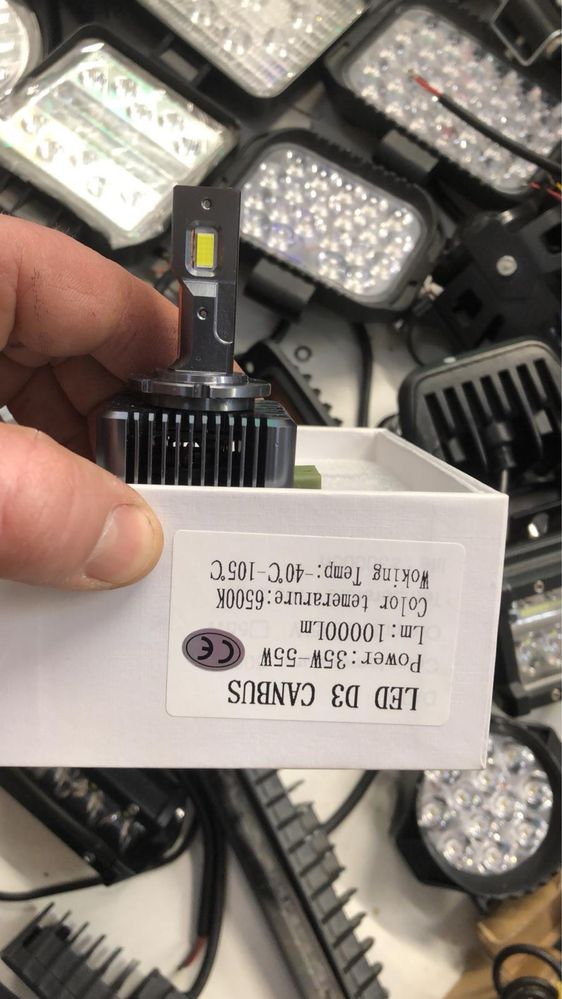 LED D3 CANBUS
Power:35W-55W
Lm:10000Lm
Color temerarure:6500K
Woking Temp:-40℃-105℃
CE